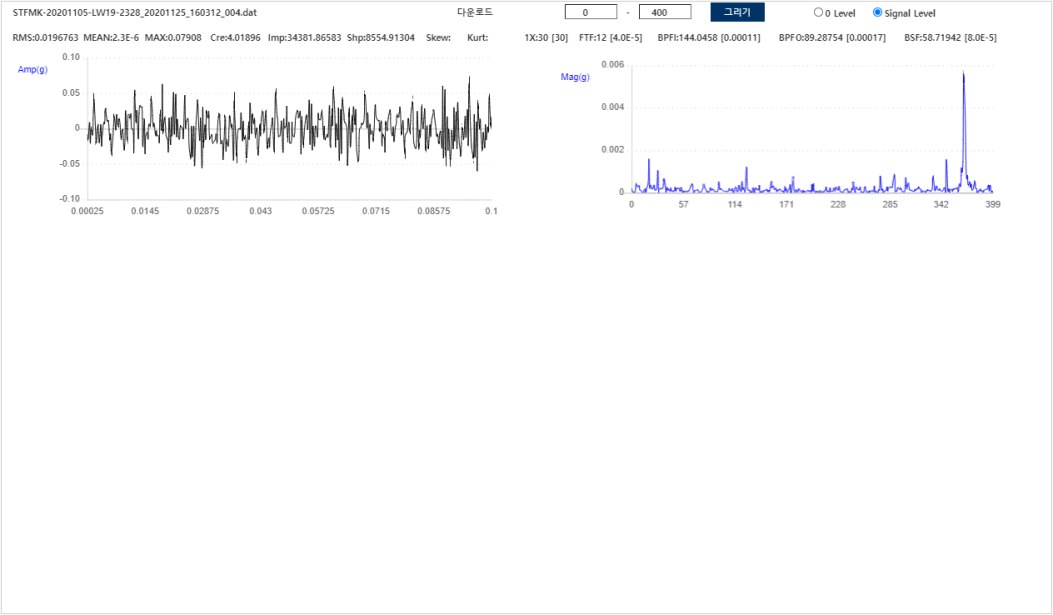 STFMK-20201105-LW19-2328_20201125_160312_004.dat 다운로드 0 - 400 그리기 0 Level Signal Level
RMS:0.0196763 MEAN:2.3E-6 MAX:0.07908 Cre:4.01896 Imp:34381.86583 Shp:8554.91304 Skew: Kurt: 1X:30 [30] FTF:12 [4.0E-5] BPFI:144.0458 [0.00011] BPFO:89.28754 [0.00017] BSF:58.71942 [8.0E-5]
Amp(g)
0.10
0.05
0
-0.05
-0.10
0.00025 0.0145 0.02875 0.043 0.05725 0.0715 0.08575 0.1
Mag(g)
0.006
0.004
0.002
0
0 57 114 171 228 285 342 399